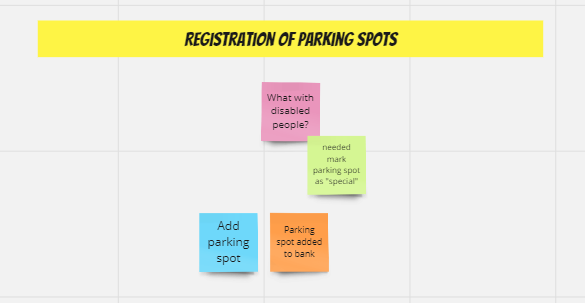 REGISTRATION OF PARKING SPOTS
What with
disabled
people?
needed
mark
parking spot
as "special"
Add
parking
spot
Parking
spot added
to bank